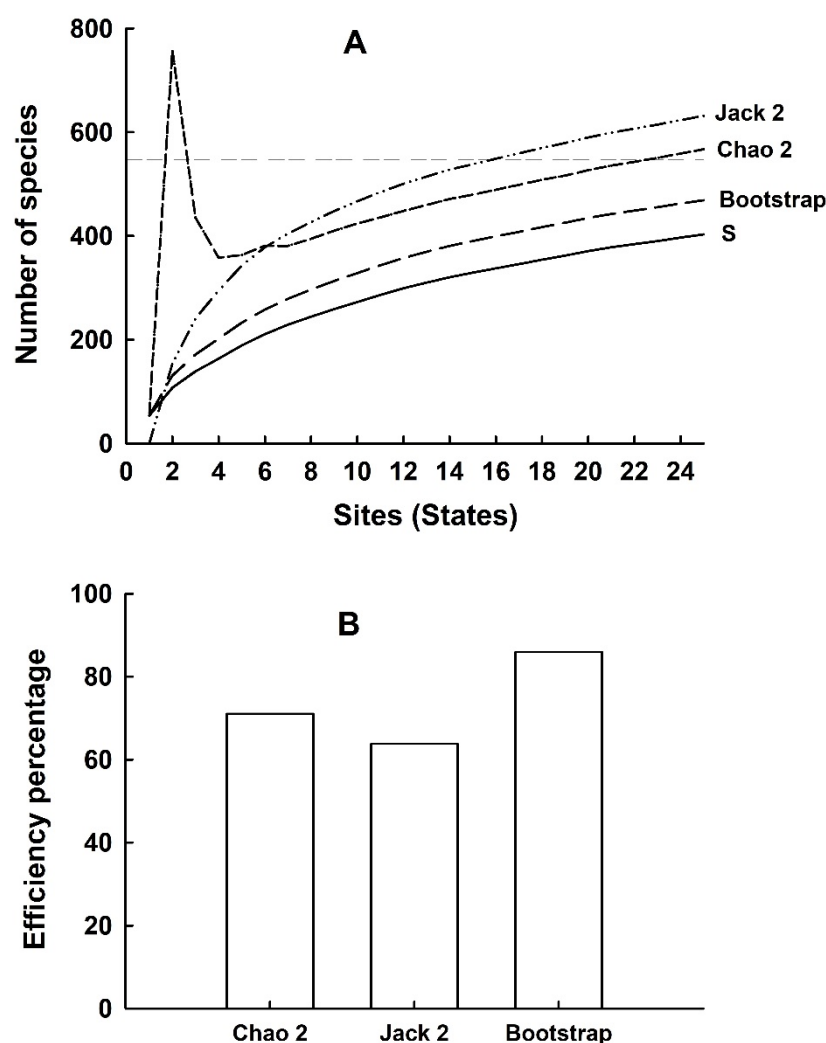 A
800
600
400
200
0
Number of species
Jack 2
Chao 2
Bootstrap
S
0 2 4 6 8 10 12 14 16 18 20 22 24
Sites (States)
B
100
80
60
40
20
0
Efficiency percentage
Chao 2 Jack 2 Bootstrap